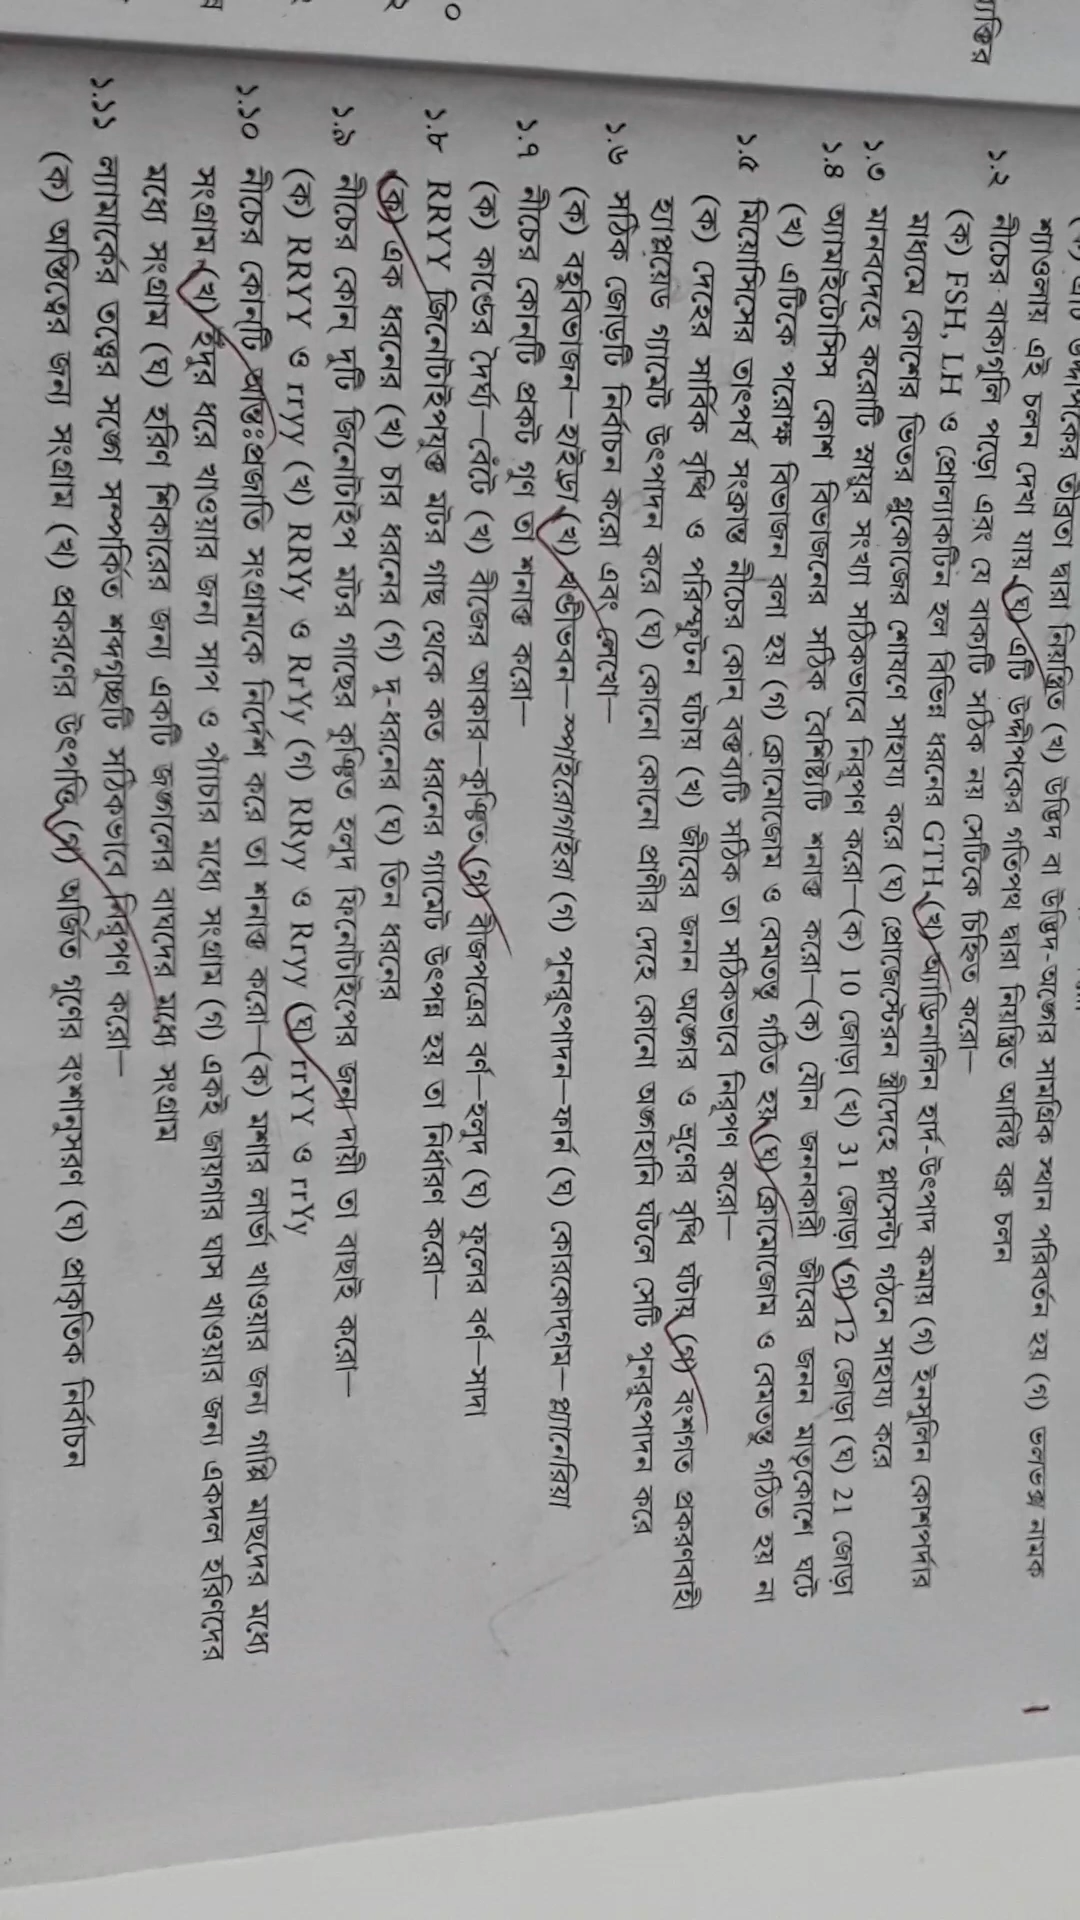 শ্যাওলায় এই চলন দেখা যায় (ঘ) এটি উদ্দীপকের গতিপথ দ্বারা নিয়ন্ত্রিত আবিষ্ট বক্র চলন
১.২ নীচের বাক্যগুলি পড়ো এবং যে বাক্যটি সঠিক নয় সেটিকে চিহ্নিত করো—
(ক) FSH, LH ও প্রোল্যাকটিন হল বিভিন্ন ধরনের GTH (খ) অ্যাড্রিনালিন হার্দ-উৎপাদ কমায় (গ) ইনসুলিন কোশপর্দার
মাধ্যমে কোশের ভিতর গ্লুকোজের শোষণে সাহায্য করে (ঘ) প্রোজেস্টেরন স্ত্রীদেহে প্লাসেন্টা গঠনে সাহায্য করে
১.৩ মানবদেহে করোটি স্নায়ুর সংখ্যা সঠিকভাবে নিরূপণ করো—(ক) 10 জোড়া (খ) 31 জোড়া (গ) 12 জোড়া (ঘ) 21 জোড়া
১.৪ অ্যামাইটোসিস কোশ বিভাজনের সঠিক বৈশিষ্ট্যটি শনাক্ত করো—(ক) যৌন জননকারী জীবের জনন মাতৃকোশে ঘটে
(খ) এটিকে পরোক্ষ বিভাজন বলা হয় (গ) ক্রোমোজোম ও বেমতন্তু গঠিত হয় (ঘ) ক্রোমোজোম ও বেমতন্তু গঠিত হয় না
১.৫ মিয়োসিসের তাৎপর্য সংক্রান্ত নীচের কোন্ বক্তব্যটি সঠিক তা সঠিকভাবে নিরূপণ করো—
(ক) দেহের সার্বিক বৃদ্ধি ও পরিস্ফুটন ঘটায় (খ) জীবের জনন অঙ্গের ও ভ্রূণের বৃদ্ধি ঘটায় (গ) বংশগত প্রকরণবাহী
হ্যাপ্লয়েড গ্যামেট উৎপাদন করে (ঘ) কোনো কোনো প্রাণীর দেহে কোনো অঙ্গহানি ঘটলে সেটি পুনরুৎপাদন করে
১.৬ সঠিক জোড়টি নির্বাচন করো এবং লেখো—
(ক) বহুবিভাজন—হাইড্রা (খ) খণ্ডীভবন—স্পাইরোগাইরা (গ) পুনরুৎপাদন—ফার্ন (ঘ) কোরকোদ্‌গম—প্ল্যানেরিয়া
১.৭ নীচের কোন্‌টি প্রকট গুণ তা শনাক্ত করো—
(ক) কাণ্ডের দৈর্ঘ্য—বেঁটে (খ) বীজের আকার—কুঞ্চিত (গ) বীজপত্রের বর্ণ—হলুদ (ঘ) ফুলের বর্ণ—সাদা
১.৮ RRYY জিনোটাইপযুক্ত মটর গাছ থেকে কত ধরনের গ্যামেট উৎপন্ন হয় তা নির্ধারণ করো—
(ক) এক ধরনের (খ) চার ধরনের (গ) দু-ধরনের (ঘ) তিন ধরনের
১.৯ নীচের কোন্ দুটি জিনোটাইপ মটর গাছের কুঞ্চিত হলুদ ফিনোটাইপের জন্য দায়ী তা বাছাই করো—
(ক) RRYY ও rryy (খ) RRYy ও RrYy (গ) RRyy ও Rryy (ঘ) rrYY ও rrYy
১.১০ নীচের কোন্‌টি আন্তঃপ্রজাতি সংগ্রামকে নির্দেশ করে তা শনাক্ত করো—(ক) মশার লার্ভা খাওয়ার জন্য গাপ্পি মাছদের মধ্যে
সংগ্রাম (খ) ইঁদুর ধরে খাওয়ার জন্য সাপ ও পাঁচার মধ্যে সংগ্রাম (গ) একই জায়গার ঘাস খাওয়ার জন্য একদল হরিণদের
মধ্যে সংগ্রাম (ঘ) হরিণ শিকারের জন্য একটি জঙ্গলের বাঘদের মধ্যে সংগ্রাম
১.১১ ল্যামার্কের তত্ত্বের সঙ্গে সম্পর্কিত শব্দগুচ্ছটি সঠিকভাবে নিরূপণ করো—
(ক) অস্তিত্বের জন্য সংগ্রাম (খ) প্রকরণের উৎপত্তি (গ) অর্জিত গুণের বংশানুসরণ (ঘ) প্রাকৃতিক নির্বাচন